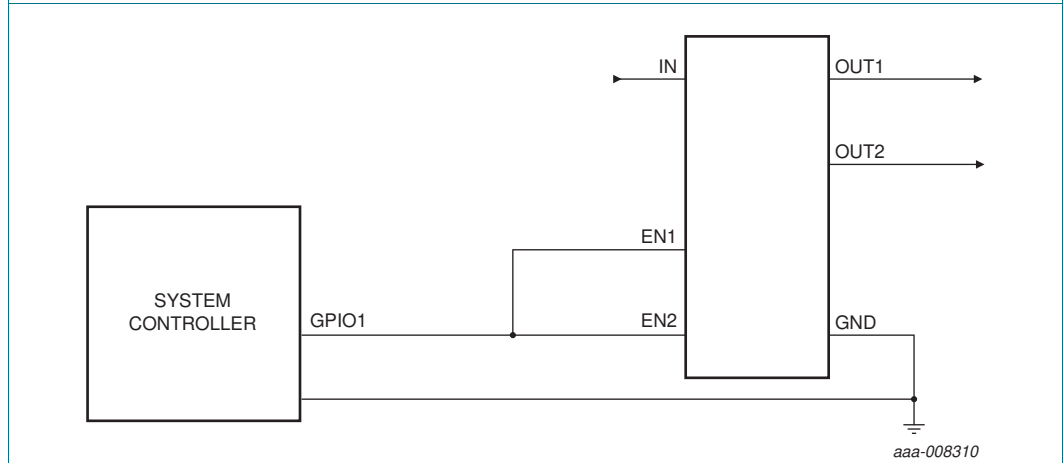 IN
OUT1
OUT2
EN1
SYSTEM
CONTROLLER
GPIO1
EN2
GND
aaa-008310